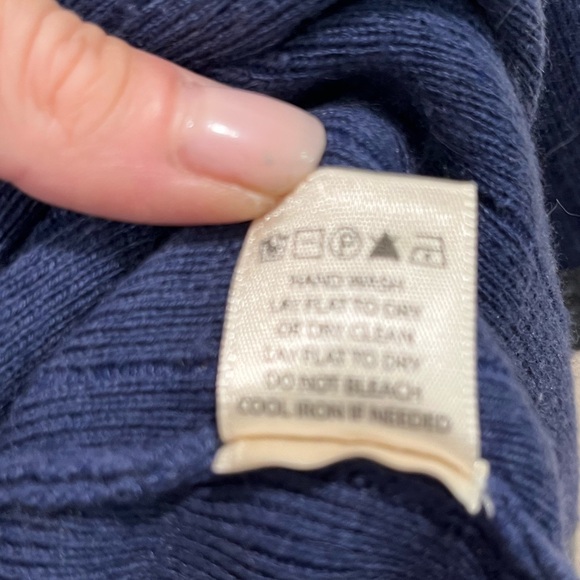 P
HAND WASH
LAY FLAT TO DRY
OR DRY CLEAN
LAY FLAT TO DRY
DO NOT BLEACH
COOL IRON IF NEEDED